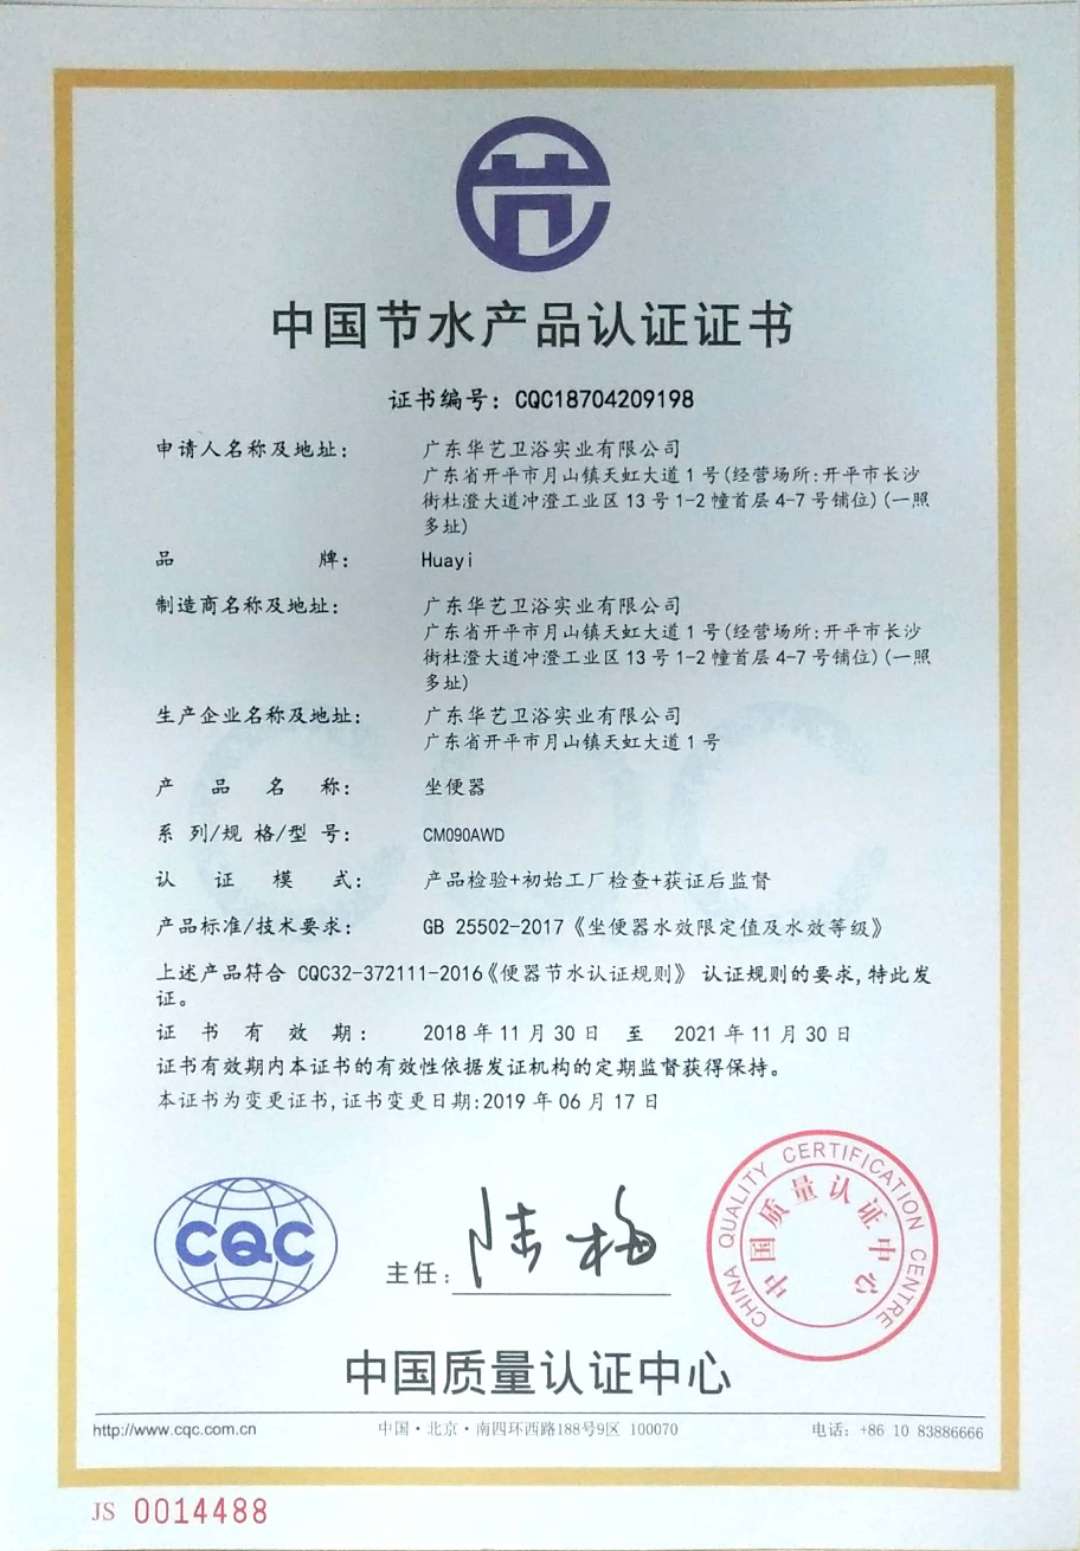 中国节水产品认证证书
证书编号：CQC18704209198
申请人名称及地址： 广东华艺卫浴实业有限公司
广东省开平市月山镇天虹大道1号(经营场所:开平市长沙
街杜澄大道冲澄工业区13号1-2幢首层4-7号铺位)(一照
多址)
品 牌： Huayi
制造商名称及地址： 广东华艺卫浴实业有限公司
广东省开平市月山镇天虹大道1号(经营场所:开平市长沙
街杜澄大道冲澄工业区13号1-2幢首层4-7号铺位)(一照
多址)
生产企业名称及地址： 广东华艺卫浴实业有限公司
广东省开平市月山镇天虹大道1号
产 品 名 称： 坐便器
系 列/规 格/型 号： CM090AWD
认 证 模 式： 产品检验+初始工厂检查+获证后监督
产品标准/技术要求： GB 25502-2017《坐便器水效限定值及水效等级》
上述产品符合 CQC32-372111-2016《便器节水认证规则》 认证规则的要求,特此发
证。
证 书 有 效 期： 2018年11月30日 至 2021年11月30日
证书有效期内本证书的有效性依据发证机构的定期监督获得保持。
本证书为变更证书,证书变更日期:2019年06月17日
CQC
主任： 陆梅
CHINA QUALITY CERTIFICATION CENTRE
中国质量认证中心
中国质量认证中心
http://www.cqc.com.cn 中国·北京·南四环西路188号9区 100070 电话：+86 10 83886666
JS 0014488